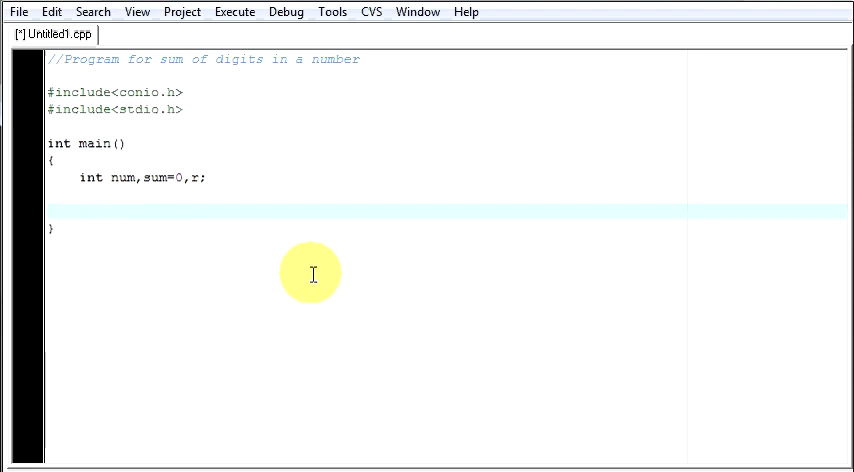 File Edit Search View Project Execute Debug Tools CVS Window Help
[*] Untitled1.cpp
//Program for sum of digits in a number
#include<conio.h>
#include<stdio.h>
int main()
{
int num,sum=0,r;
}